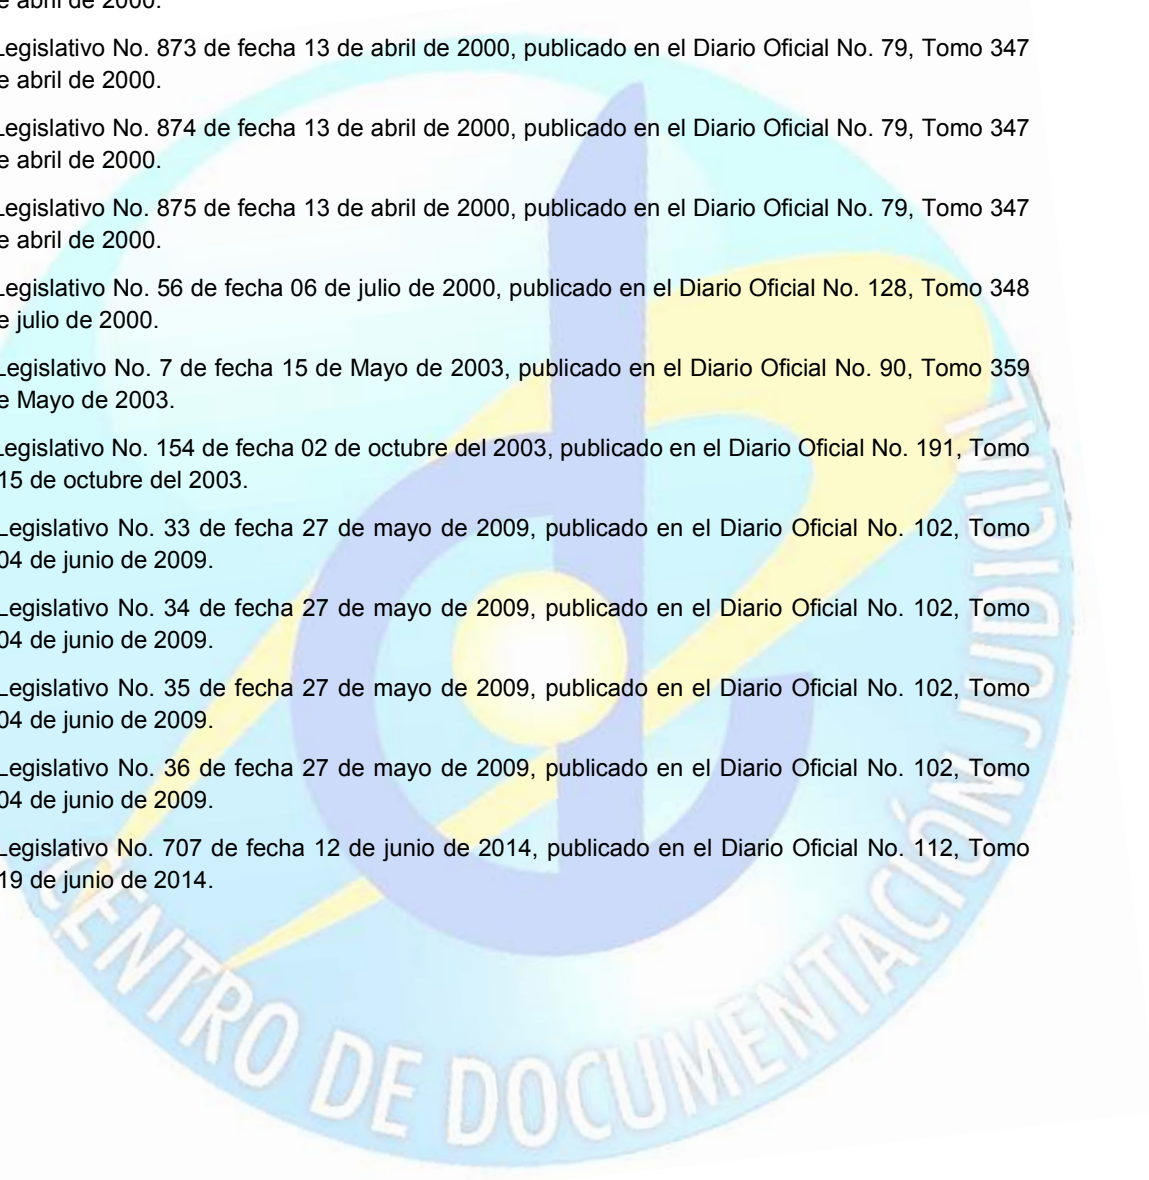 abril de 2000.
Legislativo No. 873 de fecha 13 de abril de 2000, publicado en el Diario Oficial No. 79, Tomo 347
e abril de 2000.
Legislativo No. 874 de fecha 13 de abril de 2000, publicado en el Diario Oficial No. 79, Tomo 347
e abril de 2000.
Legislativo No. 875 de fecha 13 de abril de 2000, publicado en el Diario Oficial No. 79, Tomo 347
e abril de 2000.
Legislativo No. 56 de fecha 06 de julio de 2000, publicado en el Diario Oficial No. 128, Tomo 348
e julio de 2000.
Legislativo No. 7 de fecha 15 de Mayo de 2003, publicado en el Diario Oficial No. 90, Tomo 359
e Mayo de 2003.
Legislativo No. 154 de fecha 02 de octubre del 2003, publicado en el Diario Oficial No. 191, Tomo
15 de octubre del 2003.
Legislativo No. 33 de fecha 27 de mayo de 2009, publicado en el Diario Oficial No. 102, Tomo
04 de junio de 2009.
Legislativo No. 34 de fecha 27 de mayo de 2009, publicado en el Diario Oficial No. 102, Tomo
04 de junio de 2009.
Legislativo No. 35 de fecha 27 de mayo de 2009, publicado en el Diario Oficial No. 102, Tomo
04 de junio de 2009.
Legislativo No. 36 de fecha 27 de mayo de 2009, publicado en el Diario Oficial No. 102, Tomo
04 de junio de 2009.
Legislativo No. 707 de fecha 12 de junio de 2014, publicado en el Diario Oficial No. 112, Tomo
19 de junio de 2014.
CENTRO DE DOCUMENTACIÓN JUDICIAL